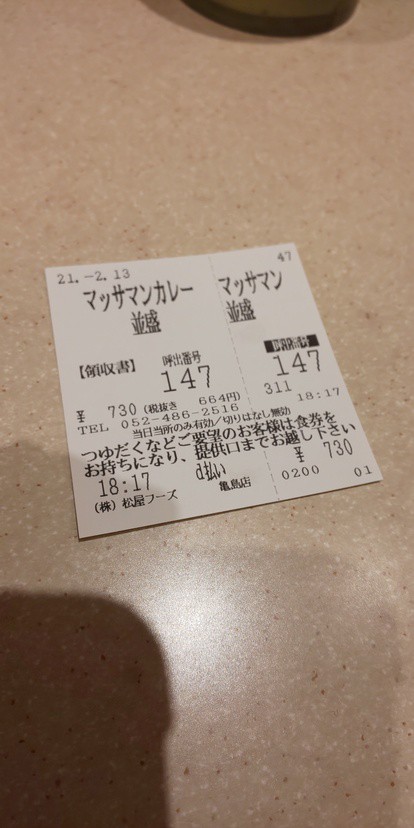 21.-2.13
マッサマンカレー
並盛
【領収書】
呼出番号
147
¥ 730(税抜き 664円)
TEL 052-486-2516
当日当所のみ有効/切りはなし無効
つゆだくなどご要望のお客様は食券を
お持ちになり、提供口までお越し下さい
18:17
d払い
(株)松屋フーズ
亀島店
47
マッサマン
並盛
147
311
18:17
¥ 730
0200 01